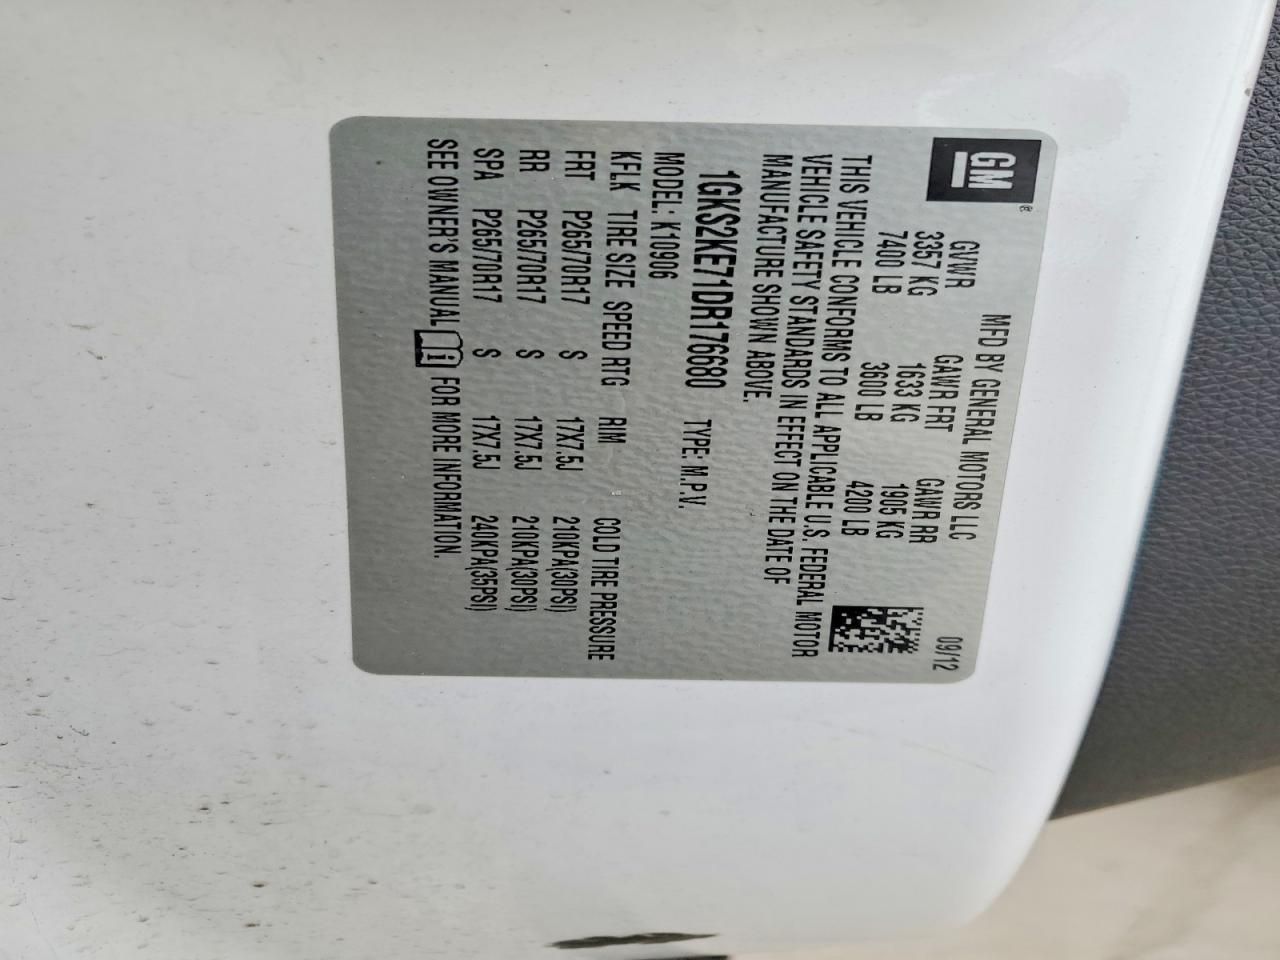 GM®
MFD BY GENERAL MOTORS LLC 09/12
GVWR GAWR FRT GAWR RR
3357 KG 1633 KG 1905 KG
7400 LB 3600 LB 4200 LB
THIS VEHICLE CONFORMS TO ALL APPLICABLE U.S. FEDERAL MOTOR
VEHICLE SAFETY STANDARDS IN EFFECT ON THE DATE OF
MANUFACTURE SHOWN ABOVE.
1GKS2KE71DR176680 TYPE: M.P.V.
MODEL: K10906
KFLK TIRE SIZE SPEED RTG RIM COLD TIRE PRESSURE
FRT P265/70R17 S 17X7.5J 210KPA(30PSI)
RR P265/70R17 S 17X7.5J 210KPA(30PSI)
SPA P265/70R17 S 17X7.5J 240KPA(35PSI)
SEE OWNER'S MANUAL i FOR MORE INFORMATION.